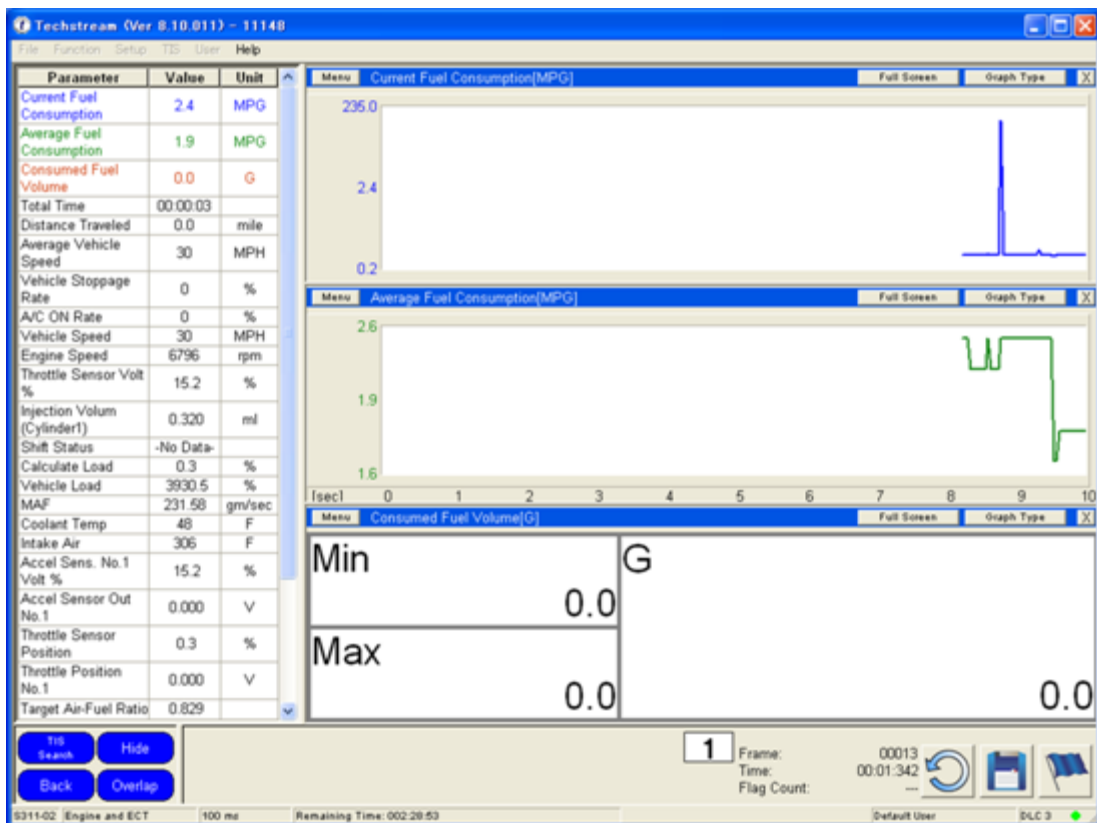 Techstream (Ver 8.10.011) - 11148
File Function Setup TIS User Help
Parameter Value Unit
Current Fuel
Consumption 2.4 MPG
Average Fuel
Consumption 1.9 MPG
Consumed Fuel
Volume 0.0 G
Total Time 00:00:03
Distance Traveled 0.0 mile
Average Vehicle
Speed 30 MPH
Vehicle Stoppage
Rate 0 %
A/C ON Rate 0 %
Vehicle Speed 30 MPH
Engine Speed 6796 rpm
Throttle Sensor Volt
% 15.2 %
Injection Volum
(Cylinder1) 0.320 ml
Shift Status -No Data-
Calculate Load 0.3 %
Vehicle Load 3930.5 %
MAF 231.58 gm/sec
Coolant Temp 48 F
Intake Air 306 F
Accel Sens. No.1
Volt % 15.2 %
Accel Sensor Out
No.1 0.000 V
Throttle Sensor
Position 0.3 %
Throttle Position
No.1 0.000 V
Target Air-Fuel Ratio 0.829
Menu Current Fuel Consumption[MPG] Full Screen Graph Type X
235.0
2.4
0.2
Menu Average Fuel Consumption[MPG] Full Screen Graph Type X
2.6
1.9
1.6
[sec] 0 1 2 3 4 5 6 7 8 9 10
Menu Consumed Fuel Volume[G] Full Screen Graph Type X
Min
0.0
Max
0.0
G
0.0
TIS
Search
Hide
Back
Overlap
1
Frame: 00013
Time: 00:01:342
Flag Count: ---
S311-02 Engine and ECT 100 ms Remaining Time: 002:28:53 Default User DLC 3